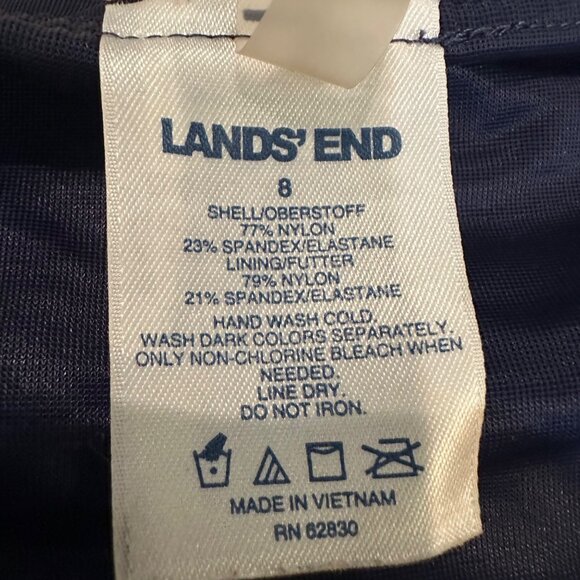 LANDS' END
8
SHELL/OBERSTOFF
77% NYLON
23% SPANDEX/ELASTANE
LINING/FUTTER
79% NYLON
21% SPANDEX/ELASTANE
HAND WASH COLD.
WASH DARK COLORS SEPARATELY.
ONLY NON-CHLORINE BLEACH WHEN
NEEDED.
LINE DRY.
DO NOT IRON.
MADE IN VIETNAM
RN 62830